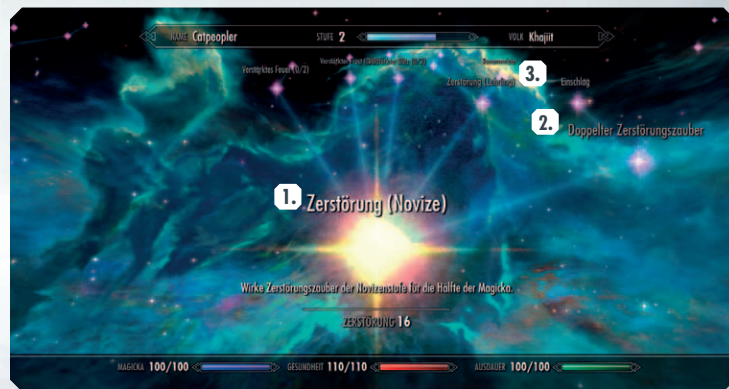 NAME Catpeopler STUFE 2 VOLK Khajiit
Verstärktes Feuer (0/2)
Zerstörung (Lehrling) 3. Einschlag
2. Doppelter Zerstörungszauber
1. Zerstörung (Novize)
Wirke Zerstörungszauber der Novizenstufe für die Hälfte der Magicka.
ZERSTÖRUNG 16
MAGICKA 100/100 GESUNDHEIT 110/110 AUSDAUER 100/100